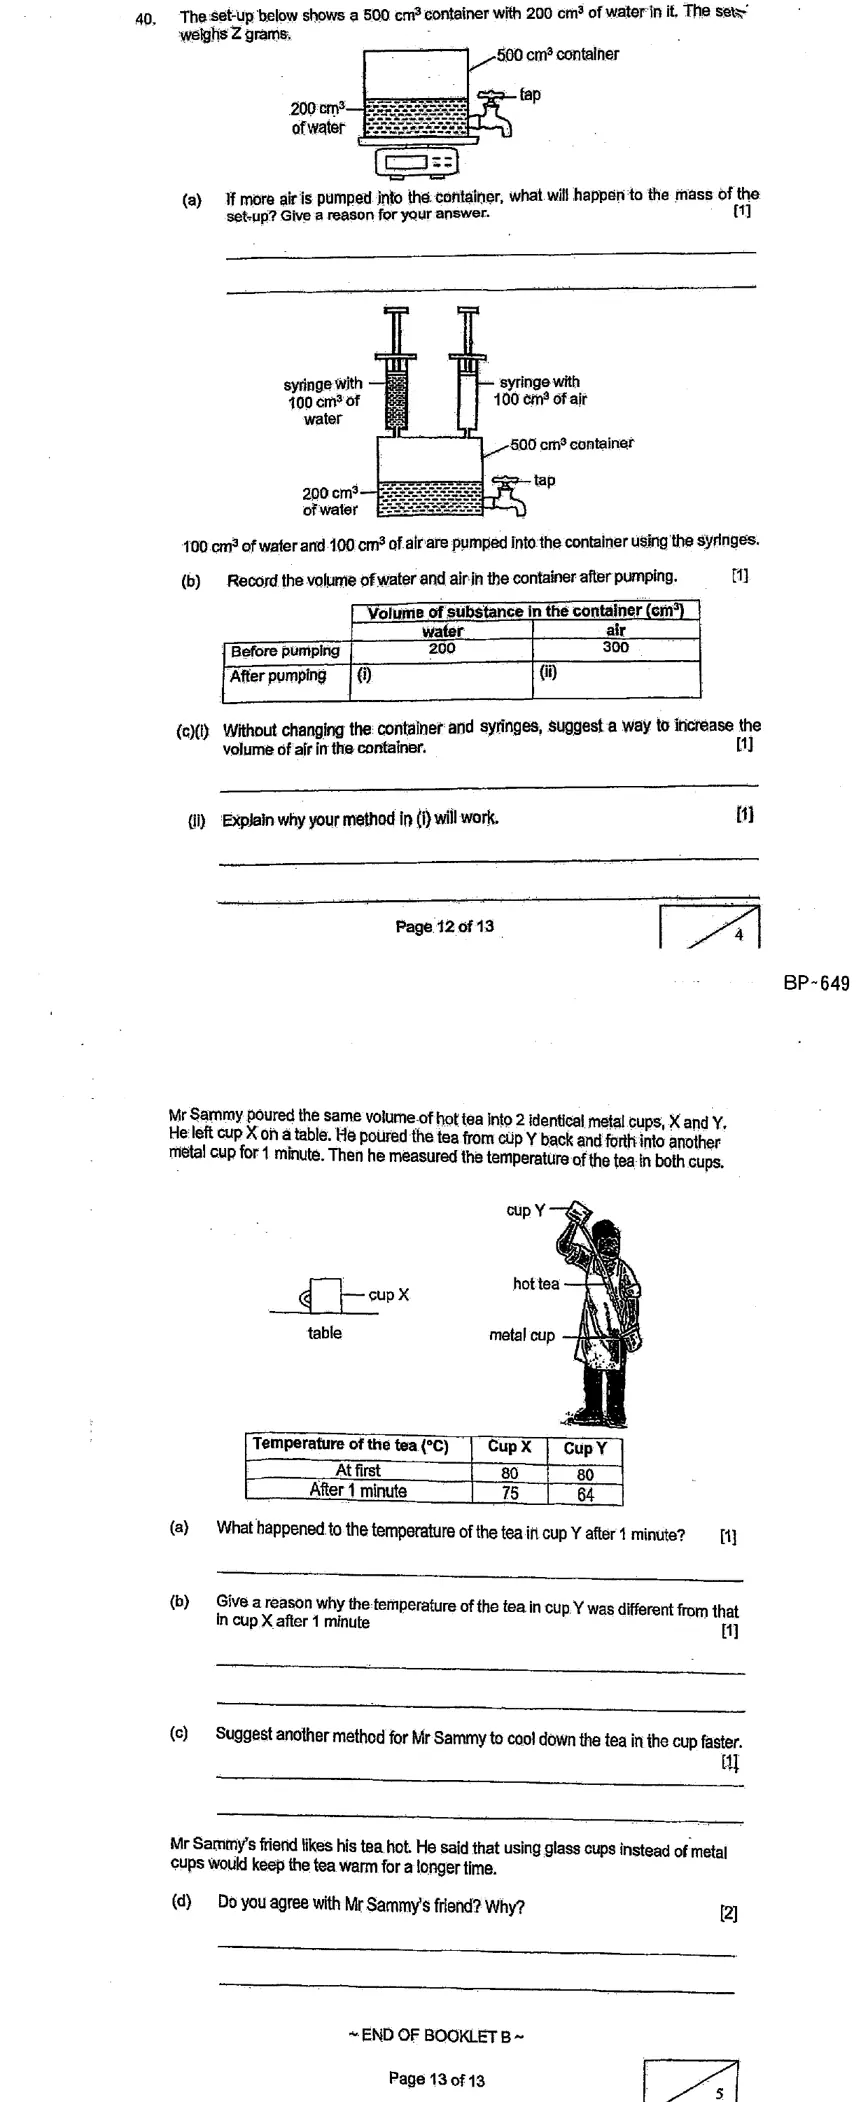 40. The set-up below shows a 500 cm³ container with 200 cm³ of water in it. The
weighs Z grams.
500 cm³ container
tap
200 cm³
of water
(a) If more air is pumped into the container, what will happen to the mass of the
set-up? Give a reason for your answer. [1]
syringe with
100 cm³ of
water
syringe with
100 cm³ of air
500 cm³ container
tap
200 cm³
of water
100 cm³ of water and 100 cm³ of air are pumped into the container using the syringes.
(b) Record the volume of water and air in the container after pumping. [1]
Volume of substance in the container (cm³)
water air
Before pumping 200 300
After pumping (i) (ii)
(c)(i) Without changing the container and syringes, suggest a way to increase the
volume of air in the container. [1]
(ii) Explain why your method in (i) will work. [1]
Page 12 of 13
4
BP-649
Mr Sammy poured the same volume of hot tea into 2 identical metal cups, X and Y.
He left cup X on a table. He poured the tea from cup Y back and forth into another
metal cup for 1 minute. Then he measured the temperature of the tea in both cups.
cup Y
hot tea
cup X
table
metal cup
Temperature of the tea (°C) Cup X Cup Y
At first 80 80
After 1 minute 75 64
(a) What happened to the temperature of the tea in cup Y after 1 minute? [1]
(b) Give a reason why the temperature of the tea in cup Y was different from that
in cup X after 1 minute [1]
(c) Suggest another method for Mr Sammy to cool down the tea in the cup faster.
[1]
Mr Sammy's friend likes his tea hot. He said that using glass cups instead of metal
cups would keep the tea warm for a longer time.
(d) Do you agree with Mr Sammy's friend? Why? [2]
~ END OF BOOKLET B ~
Page 13 of 13
5